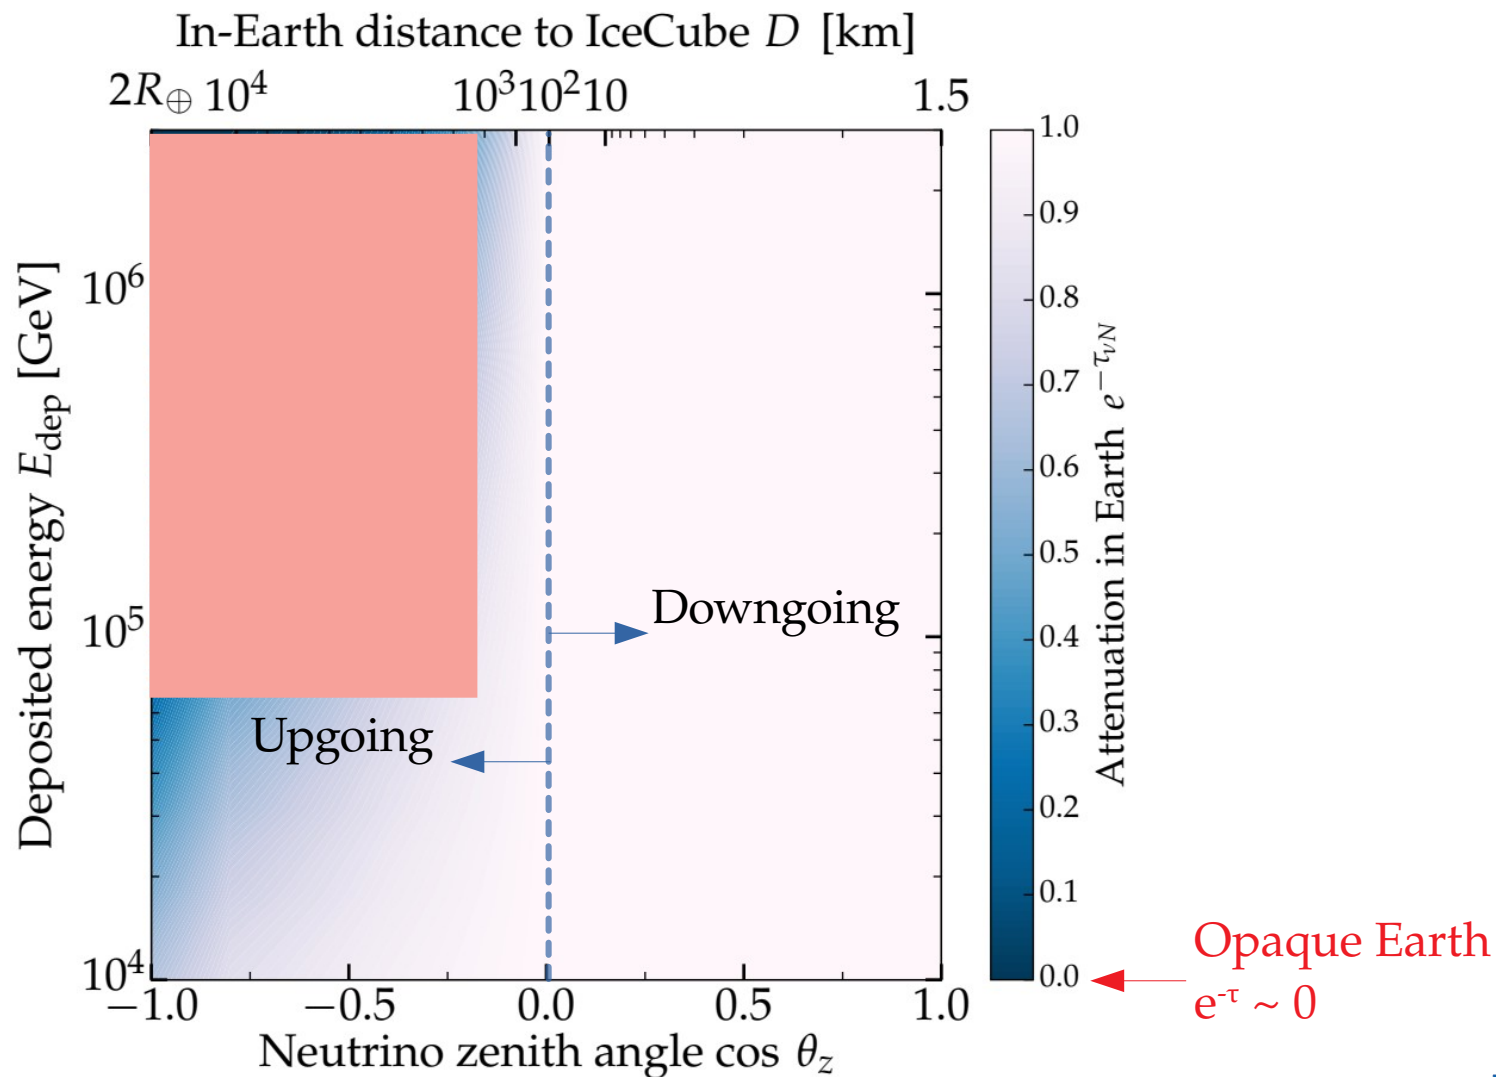 In-Earth distance to IceCube D [km]
2R⊕ 10⁴ 10³ 10² 10 1.5
Deposited energy E_dep [GeV]
10⁶
10⁵
10⁴
Downgoing
Upgoing
−1.0 −0.5 0.0 0.5 1.0
Neutrino zenith angle cos θ_z
1.0
0.9
0.8
0.7
0.6
0.5
0.4
0.3
0.2
0.1
0.0
Attenuation in Earth e^{−τ_{νN}}
Opaque Earth
e^{-τ} ~ 0